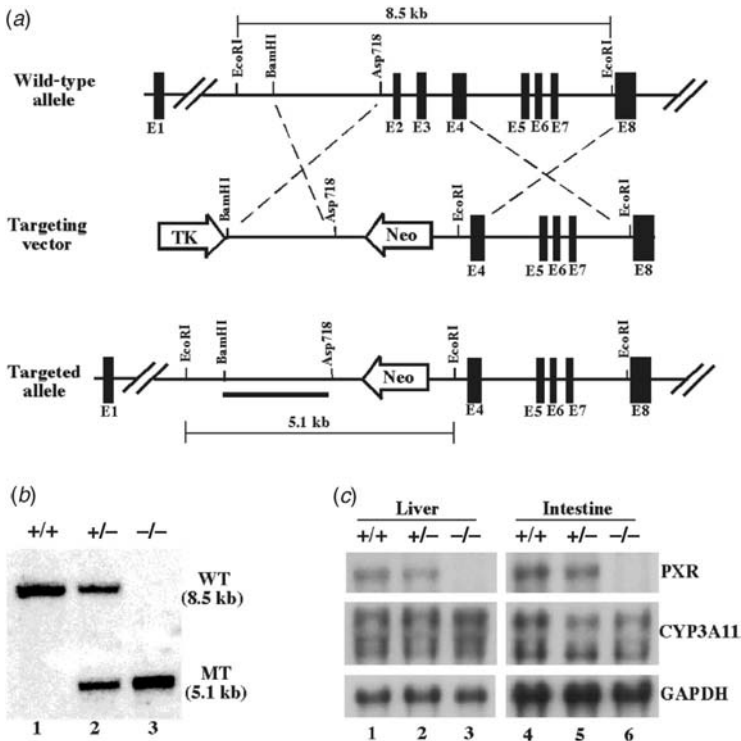 (a)
8.5 kb
EcoRI
BamHI
Asp718
EcoRI
Wild-type
allele
E1
E2 E3 E4 E5 E6 E7 E8
BamHI
Asp718
EcoRI
EcoRI
Targeting
vector
TK
Neo
E4 E5 E6 E7 E8
EcoRI
BamHI
Asp718
EcoRI
EcoRI
Targeted
allele
Neo
E1 E4 E5 E6 E7 E8
5.1 kb
(b)
+/+ +/– –/–
WT
(8.5 kb)
MT
(5.1 kb)
1 2 3
(c)
Liver Intestine
+/+ +/– –/– +/+ +/– –/–
PXR
CYP3A11
GAPDH
1 2 3 4 5 6